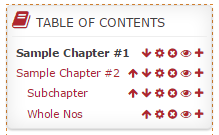 TABLE OF CONTENTS
Sample Chapter #1
Sample Chapter #2
Subchapter
Whole Nos